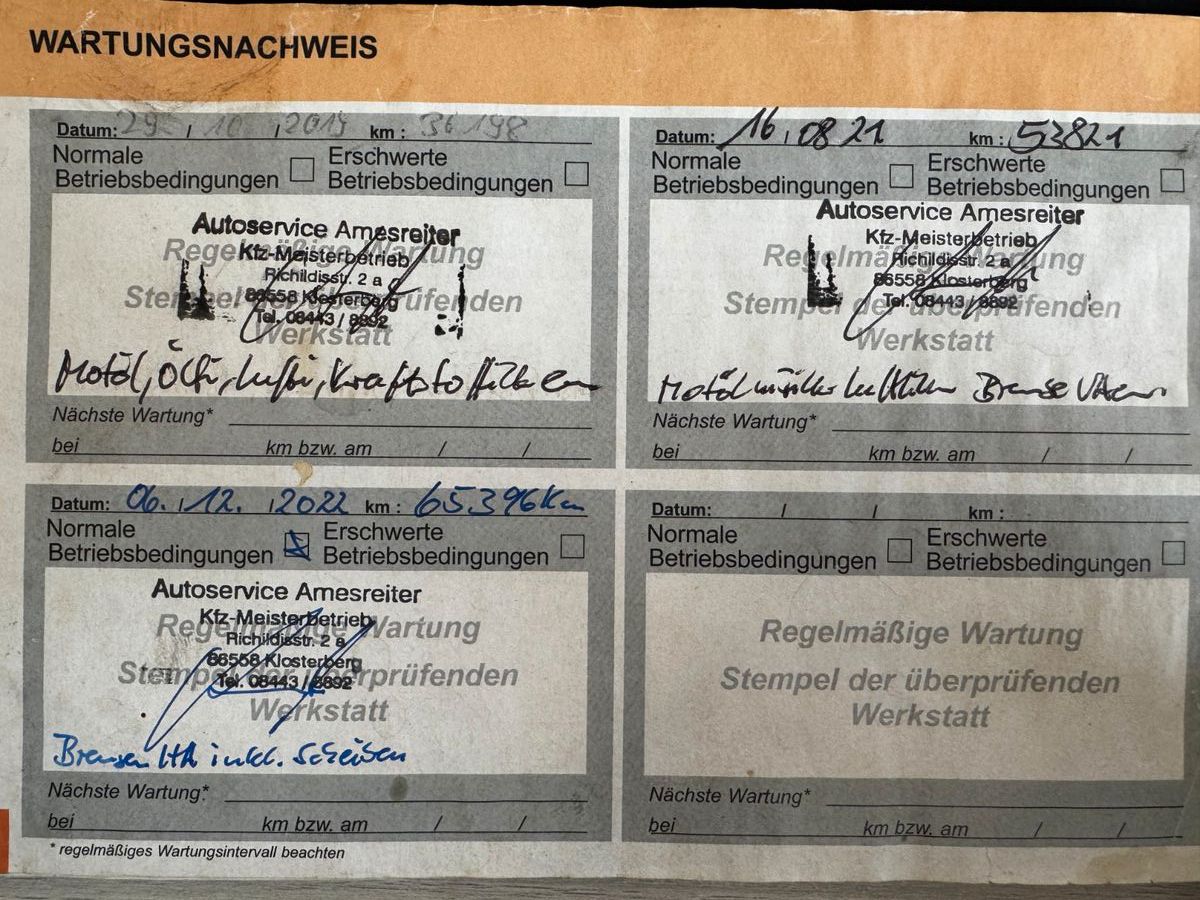 WARTUNGSNACHWEIS
Datum: 29 / 10 / 2019 km : 36198
Normale
Betriebsbedingungen
Erschwerte
Betriebsbedingungen
Autoservice Amesreiter
Kfz-Meisterbetrieb
Richildisstr. 2 a
86558 Klosterberg
Tel. 08443 / 8892
Regelmäßige Wartung
Stempel der überprüfenden
Werkstatt
Motöl, Ölfi, Lufti, Kraftstoff
Nächste Wartung*
bei km bzw. am / /
Datum: 16.08 21 km : 53821
Normale
Betriebsbedingungen
Erschwerte
Betriebsbedingungen
Autoservice Amesreiter
Kfz-Meisterbetrieb
Richildisstr. 2 a
86558 Klosterberg
Tel. 08443 / 8892
Regelmäßige Wartung
Stempel der überprüfenden
Werkstatt
Motöl Bremse
Nächste Wartung*
bei km bzw. am / /
Datum: 06. / 12. / 2022 km : 65396 Km
Normale
Betriebsbedingungen
Erschwerte
Betriebsbedingungen
Autoservice Amesreiter
Kfz-Meisterbetrieb
Richildisstr. 2 a
86558 Klosterberg
Tel. 08443 / 8892
Regelmäßige Wartung
Stempel der überprüfenden
Werkstatt
Bremsen HA inkl. Scheiben
Nächste Wartung*
bei km bzw. am / /
Datum: / / km :
Normale
Betriebsbedingungen
Erschwerte
Betriebsbedingungen
Regelmäßige Wartung
Stempel der überprüfenden
Werkstatt
Nächste Wartung*
bei km bzw. am / /
* regelmäßiges Wartungsintervall beachten